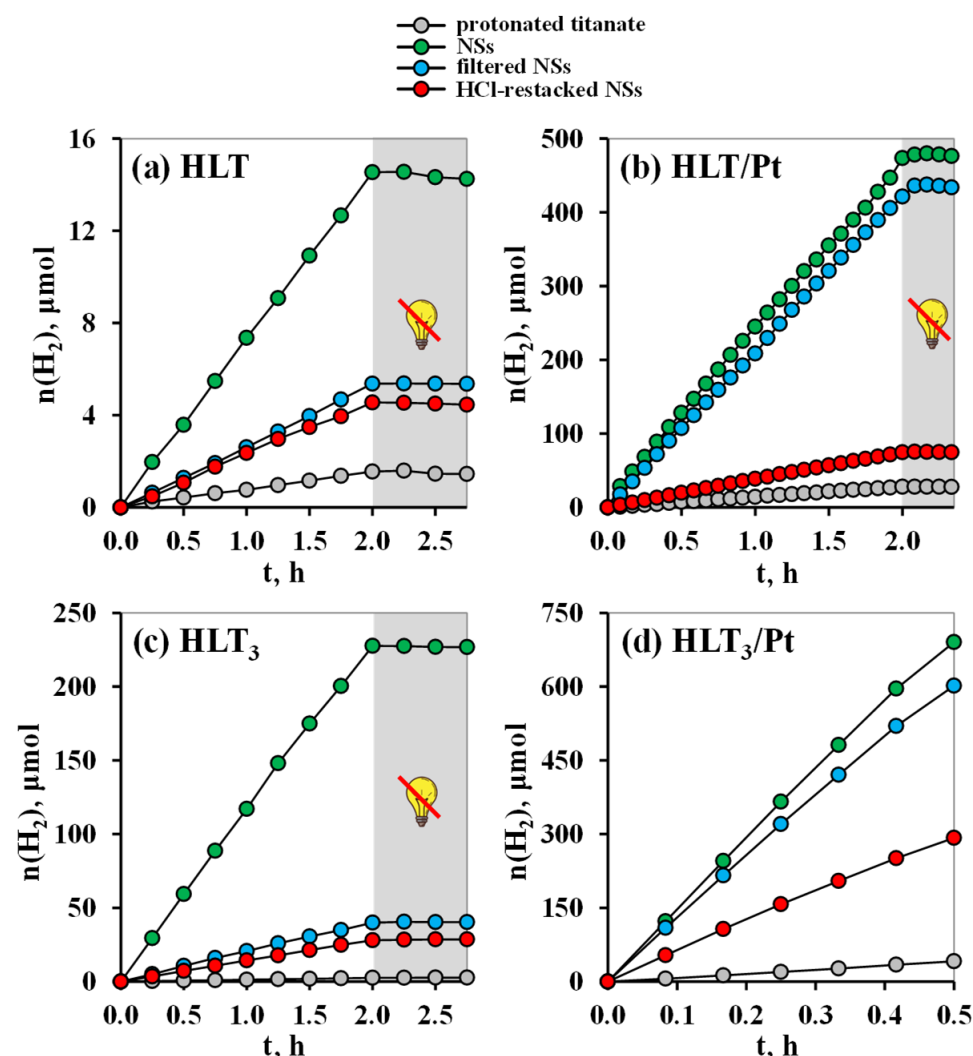 protonated titanate
NSs
filtered NSs
HCl-restacked NSs
(a) HLT
n(H₂), μmol
16
12
8
4
0
0.0 0.5 1.0 1.5 2.0 2.5
t, h
(b) HLT/Pt
n(H₂), μmol
500
400
300
200
100
0
0.0 0.5 1.0 1.5 2.0
t, h
(c) HLT₃
n(H₂), μmol
250
200
150
100
50
0
0.0 0.5 1.0 1.5 2.0 2.5
t, h
(d) HLT₃/Pt
n(H₂), μmol
750
600
450
300
150
0
0.0 0.1 0.2 0.3 0.4 0.5
t, h